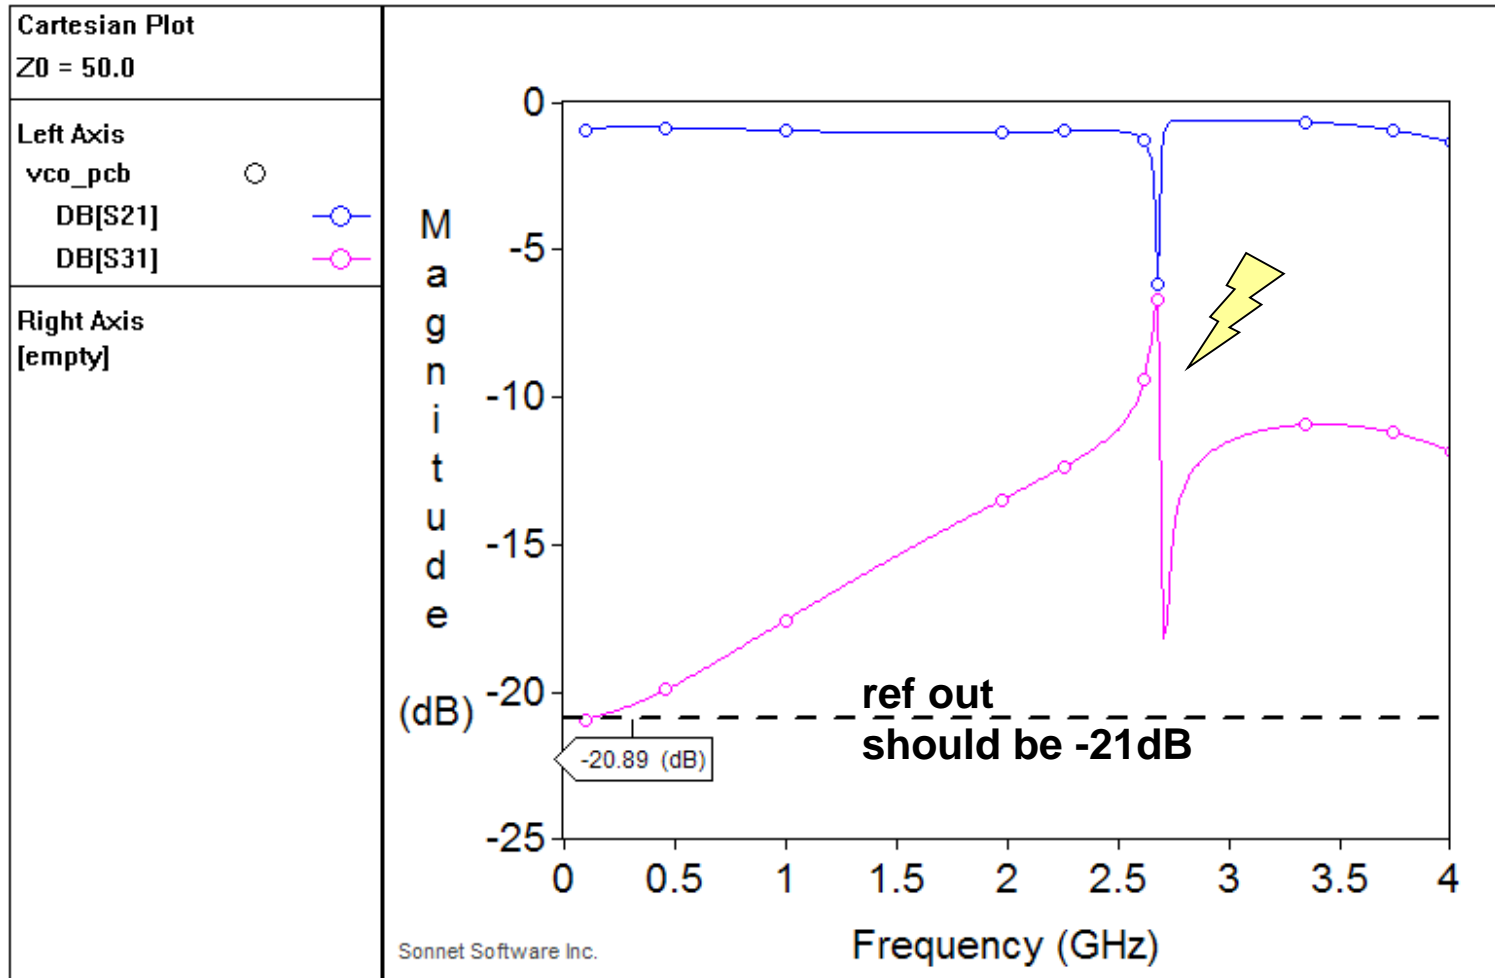 Cartesian Plot
Z0 = 50.0
Left Axis
vco_pcb
DB[S21]
DB[S31]
Right Axis
[empty]
Magnitude
(dB)
0
-5
-10
-15
-20
-25
ref out
should be -21dB
-20.89 (dB)
0 0.5 1 1.5 2 2.5 3 3.5 4
Frequency (GHz)
Sonnet Software Inc.